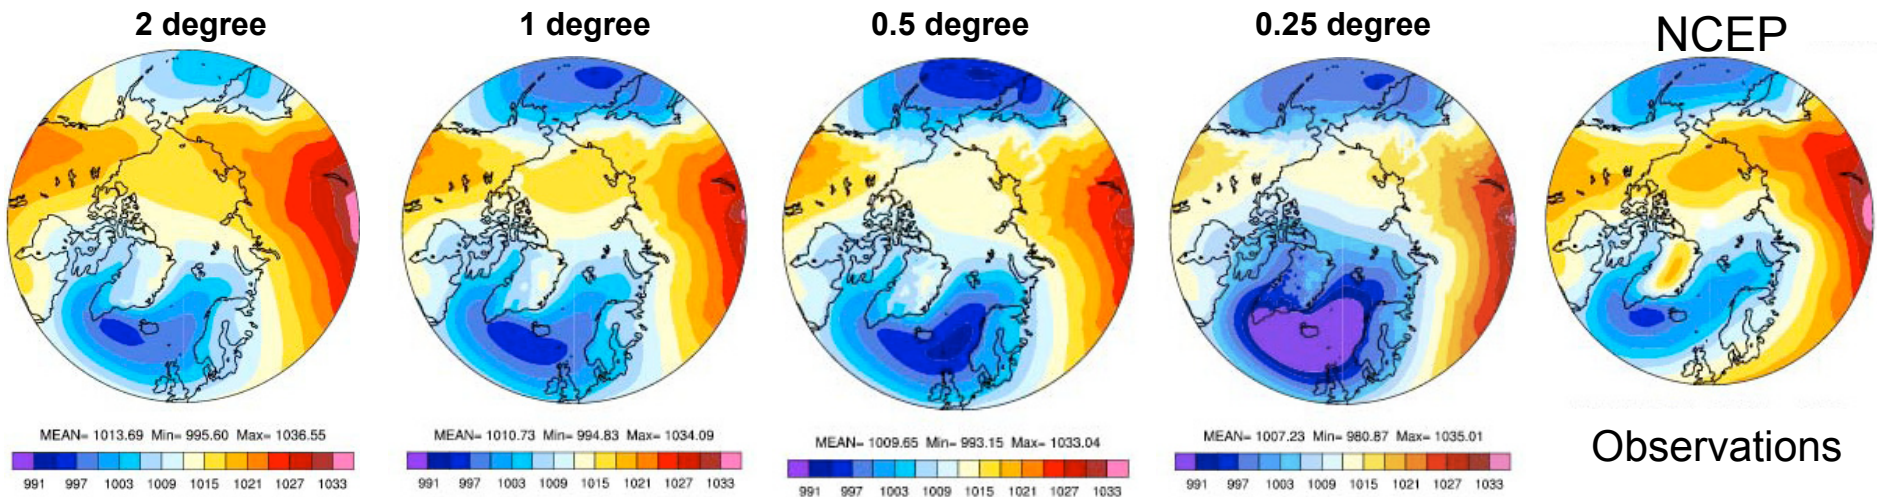 2 degree
1 degree
0.5 degree
0.25 degree
NCEP
MEAN= 1013.69 Min= 995.60 Max= 1036.55
991 997 1003 1009 1015 1021 1027 1033
MEAN= 1010.73 Min= 994.83 Max= 1034.09
991 997 1003 1009 1015 1021 1027 1033
MEAN= 1009.65 Min= 993.15 Max= 1033.04
991 997 1003 1009 1015 1021 1027 1033
MEAN= 1007.23 Min= 980.87 Max= 1035.01
991 997 1003 1009 1015 1021 1027 1033
Observations